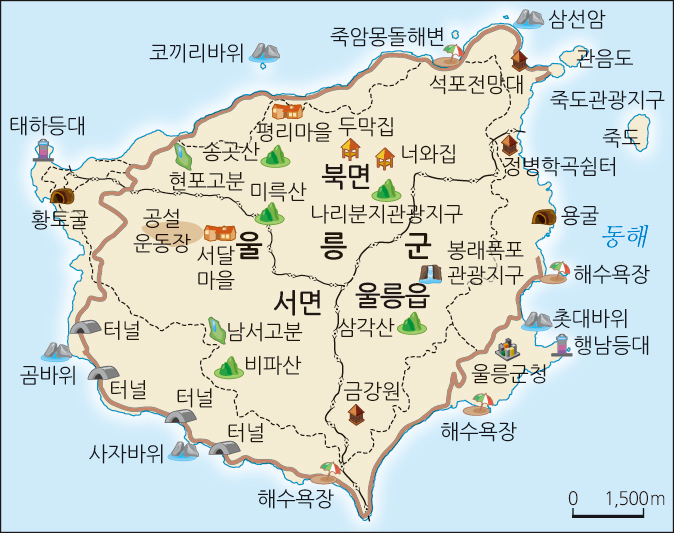 삼선암
죽암몽돌해변
코끼리바위
관음도
석포전망대
죽도관광지구
태하등대
평리마을
두막집
죽도
송곳산
너와집
정병학곡쉼터
현포고분
북면
미륵산
황토굴
공설
운동장
나리분지관광지구
용굴
울릉군
동해
서달
마을
봉래폭포
관광지구
해수욕장
서면
울릉읍
촛대바위
터널
남서고분
삼각산
행남등대
곰바위
비파산
울릉군청
터널
터널
금강원
터널
해수욕장
사자바위
해수욕장
0 1,500m